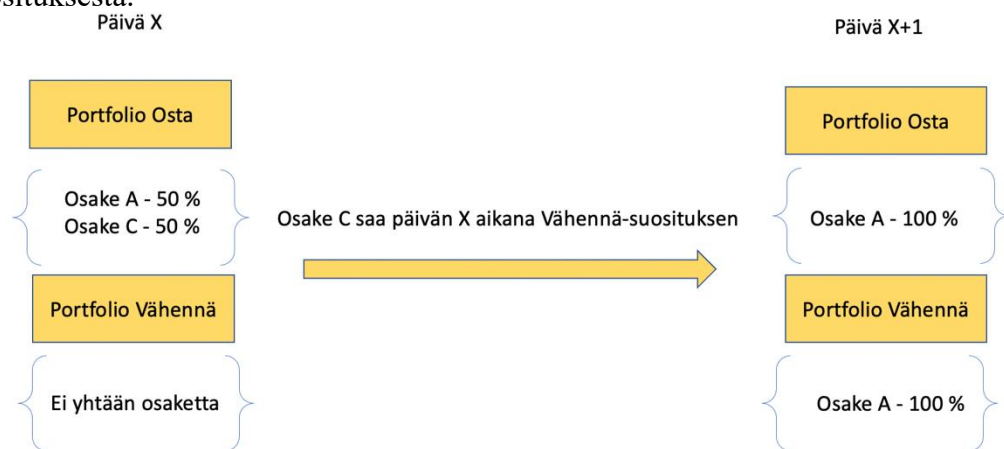 Päivä X
Päivä X+1
Portfolio Osta
Portfolio Osta
Osake A - 50 %
Osake C - 50 %
Osake C saa päivän X aikana Vähennä-suosituksen
Osake A - 100 %
Portfolio Vähennä
Portfolio Vähennä
Ei yhtään osaketta
Osake A - 100 %